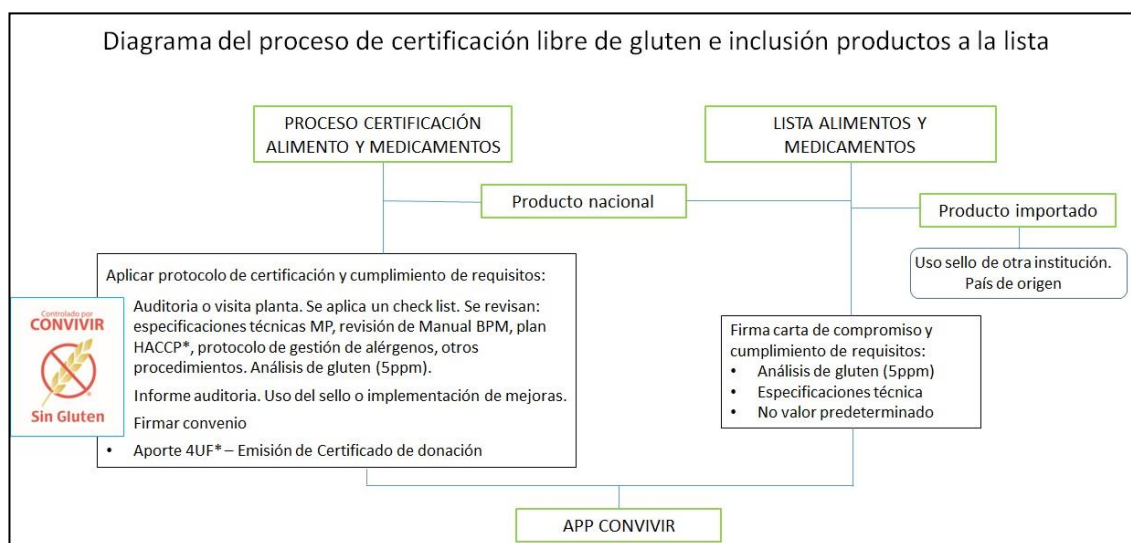 Diagrama del proceso de certificación libre de gluten e inclusión productos a la lista
PROCESO CERTIFICACIÓN
ALIMENTO Y MEDICAMENTOS
LISTA ALIMENTOS Y
MEDICAMENTOS
Producto nacional
Producto importado
Uso sello de otra institución.
País de origen
Aplicar protocolo de certificación y cumplimiento de requisitos:
Auditoria o visita planta. Se aplica un check list. Se revisan:
especificaciones técnicas MP, revisión de Manual BPM, plan
HACCP*, protocolo de gestión de alérgenos, otros
procedimientos. Análisis de gluten (5ppm).
Informe auditoria. Uso del sello o implementación de mejoras.
Firmar convenio
• Aporte 4UF* – Emisión de Certificado de donación
Controlado por
CONVIVIR
Sin Gluten
Firma carta de compromiso y
cumplimiento de requisitos:
• Análisis de gluten (5ppm)
• Especificaciones técnica
• No valor predeterminado
APP CONVIVIR